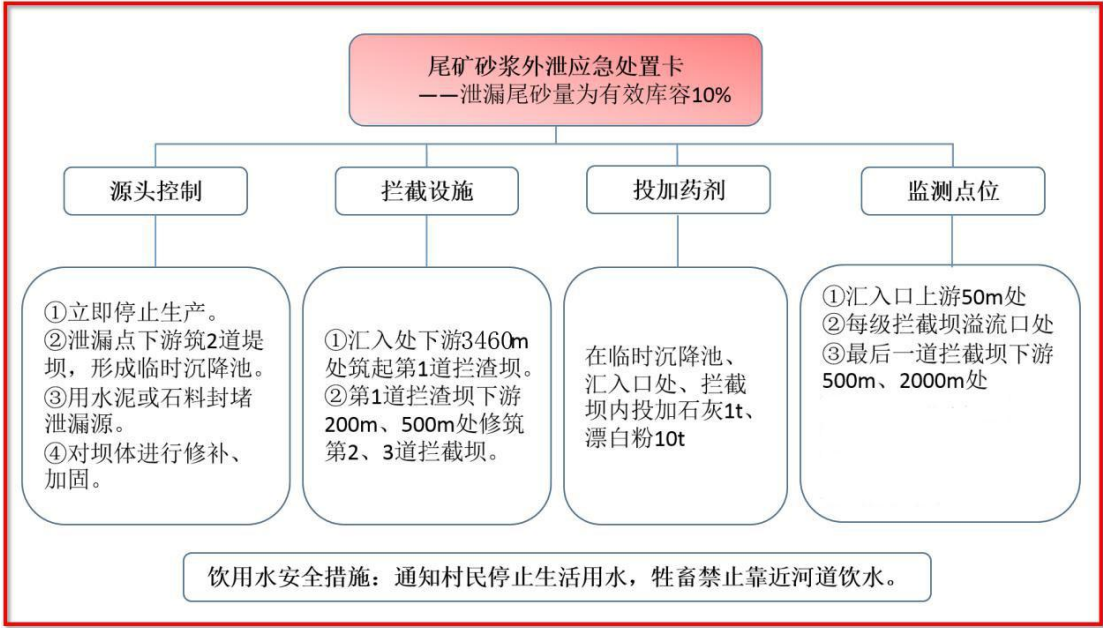 尾矿砂浆外泄应急处置卡
——泄漏尾砂量为有效库容10%
源头控制
①立即停止生产。
②泄漏点下游筑2道堤
坝，形成临时沉降池。
③用水泥或石料封堵
泄漏源。
④对坝体进行修补、
加固。
拦截设施
①汇入处下游3460m
处筑起第1道拦渣坝。
②第1道拦渣坝下游
200m、500m处修筑
第2、3道拦截坝。
投加药剂
在临时沉降池、
汇入口处、拦截
坝内投加石灰1t、
漂白粉10t
监测点位
①汇入口上游50m处
②每级拦截坝溢流口处
③最后一道拦截坝下游
500m、2000m处
饮用水安全措施：通知村民停止生活用水，牲畜禁止靠近河道饮水。